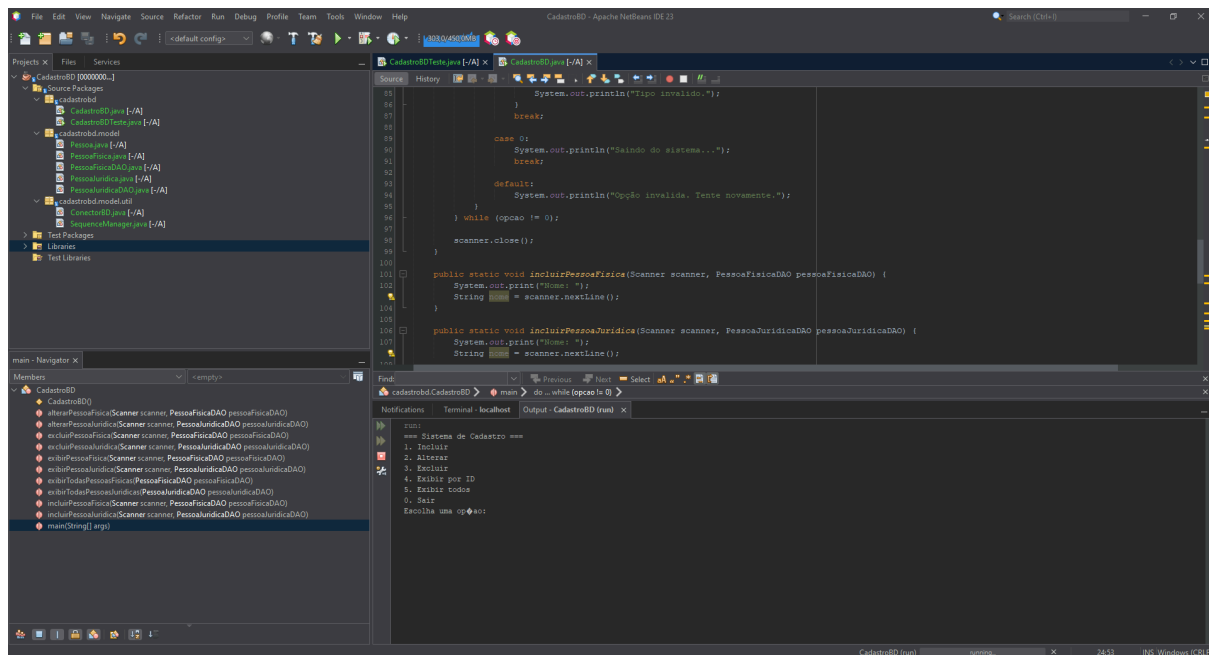 File Edit View Navigate Source Refactor Run Debug Profile Team Tools Window Help
CadastroBD - Apache NetBeans IDE 23
Search (Ctrl+I)
<default config>
303.0/450.0MB
Projects
Files
Services
CadastroBD [0000000...]
Source Packages
cadastrobd
CadastroBD.java [-/A]
CadastroBDTeste.java [-/A]
cadastrobd.model
Pessoa.java [-/A]
PessoaFisica.java [-/A]
PessoaFisicaDAO.java [-/A]
PessoaJuridica.java [-/A]
PessoaJuridicaDAO.java [-/A]
cadastrobd.model.util
ConectorBD.java [-/A]
SequenceManager.java [-/A]
Test Packages
Libraries
Test Libraries
main - Navigator
Members
<empty>
CadastroBD
CadastroBD()
alterarPessoaFisica(Scanner scanner, PessoaFisicaDAO pessoaFisicaDAO)
alterarPessoaJuridica(Scanner scanner, PessoaJuridicaDAO pessoaJuridicaDAO)
excluirPessoaFisica(Scanner scanner, PessoaFisicaDAO pessoaFisicaDAO)
excluirPessoaJuridica(Scanner scanner, PessoaJuridicaDAO pessoaJuridicaDAO)
exibirPessoaFisica(Scanner scanner, PessoaFisicaDAO pessoaFisicaDAO)
exibirPessoaJuridica(Scanner scanner, PessoaJuridicaDAO pessoaJuridicaDAO)
exibirTodasPessoasFisicas(PessoaFisicaDAO pessoaFisicaDAO)
exibirTodasPessoasJuridicas(PessoaJuridicaDAO pessoaJuridicaDAO)
incluirPessoaFisica(Scanner scanner, PessoaFisicaDAO pessoaFisicaDAO)
incluirPessoaJuridica(Scanner scanner, PessoaJuridicaDAO pessoaJuridicaDAO)
main(String[] args)
CadastroBDTeste.java [-/A]
CadastroBD.java [-/A]
Source
History
85 System.out.println("Tipo invalido.");
86 }
87 break;
88
89 case 0:
90 System.out.println("Saindo do sistema...");
91 break;
92
93 default:
94 System.out.println("Opção invalida. Tente novamente.");
95 }
96 } while (opcao != 0);
97
98 scanner.close();
99 }
100
101 public static void incluirPessoaFisica(Scanner scanner, PessoaFisicaDAO pessoaFisicaDAO) {
102 System.out.print("Nome: ");
String nome = scanner.nextLine();
104 }
105
106 public static void incluirPessoaJuridica(Scanner scanner, PessoaJuridicaDAO pessoaJuridicaDAO) {
107 System.out.print("Nome: ");
String nome = scanner.nextLine();
109
Find:
Previous
Next
Select
cadastrobd.CadastroBD
main
do ... while (opcao != 0)
Notifications
Terminal - localhost
Output - CadastroBD (run)
run:
=== Sistema de Cadastro ===
1. Incluir
2. Alterar
3. Excluir
4. Exibir por ID
5. Exibir todos
0. Sair
Escolha uma op�ao:
CadastroBD (run)
running...
24:53
INS
Windows (CRLF